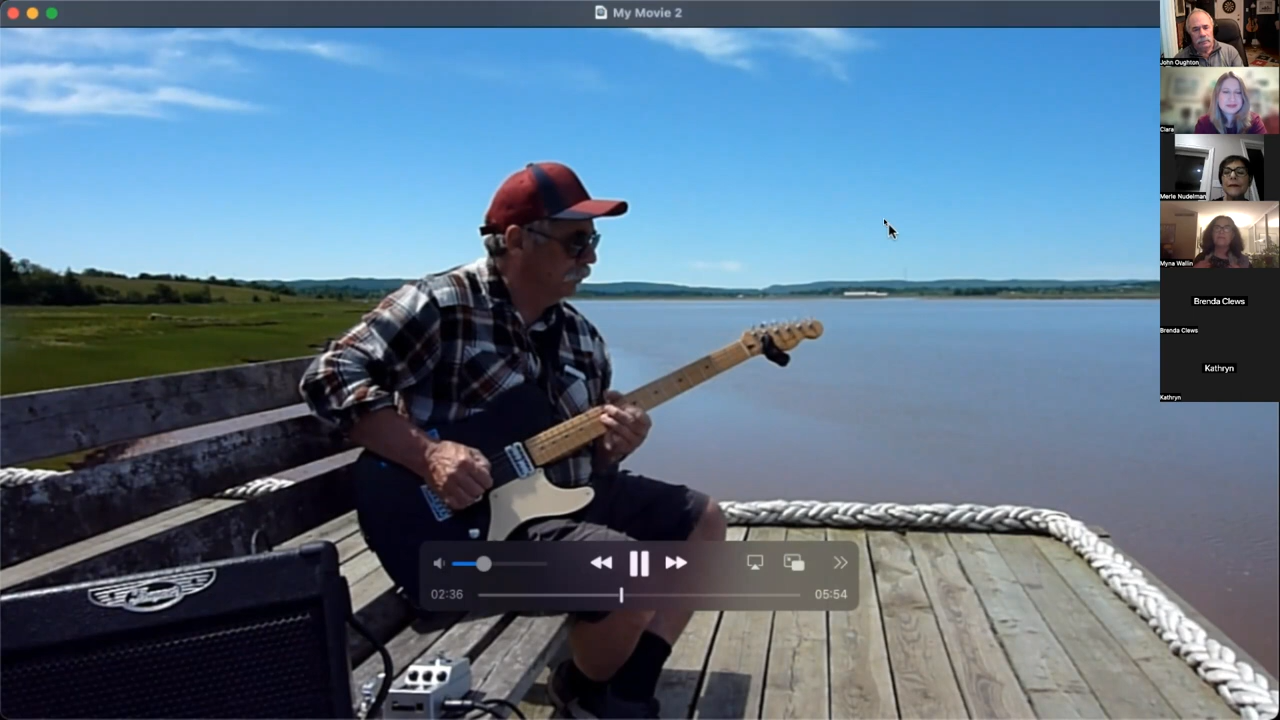 My Movie 2
John Oughton
Clara
Merle Nudelman
Myna Wallin
Brenda Clews
Brenda Clews
Kathryn
Kathryn
02:36
05:54